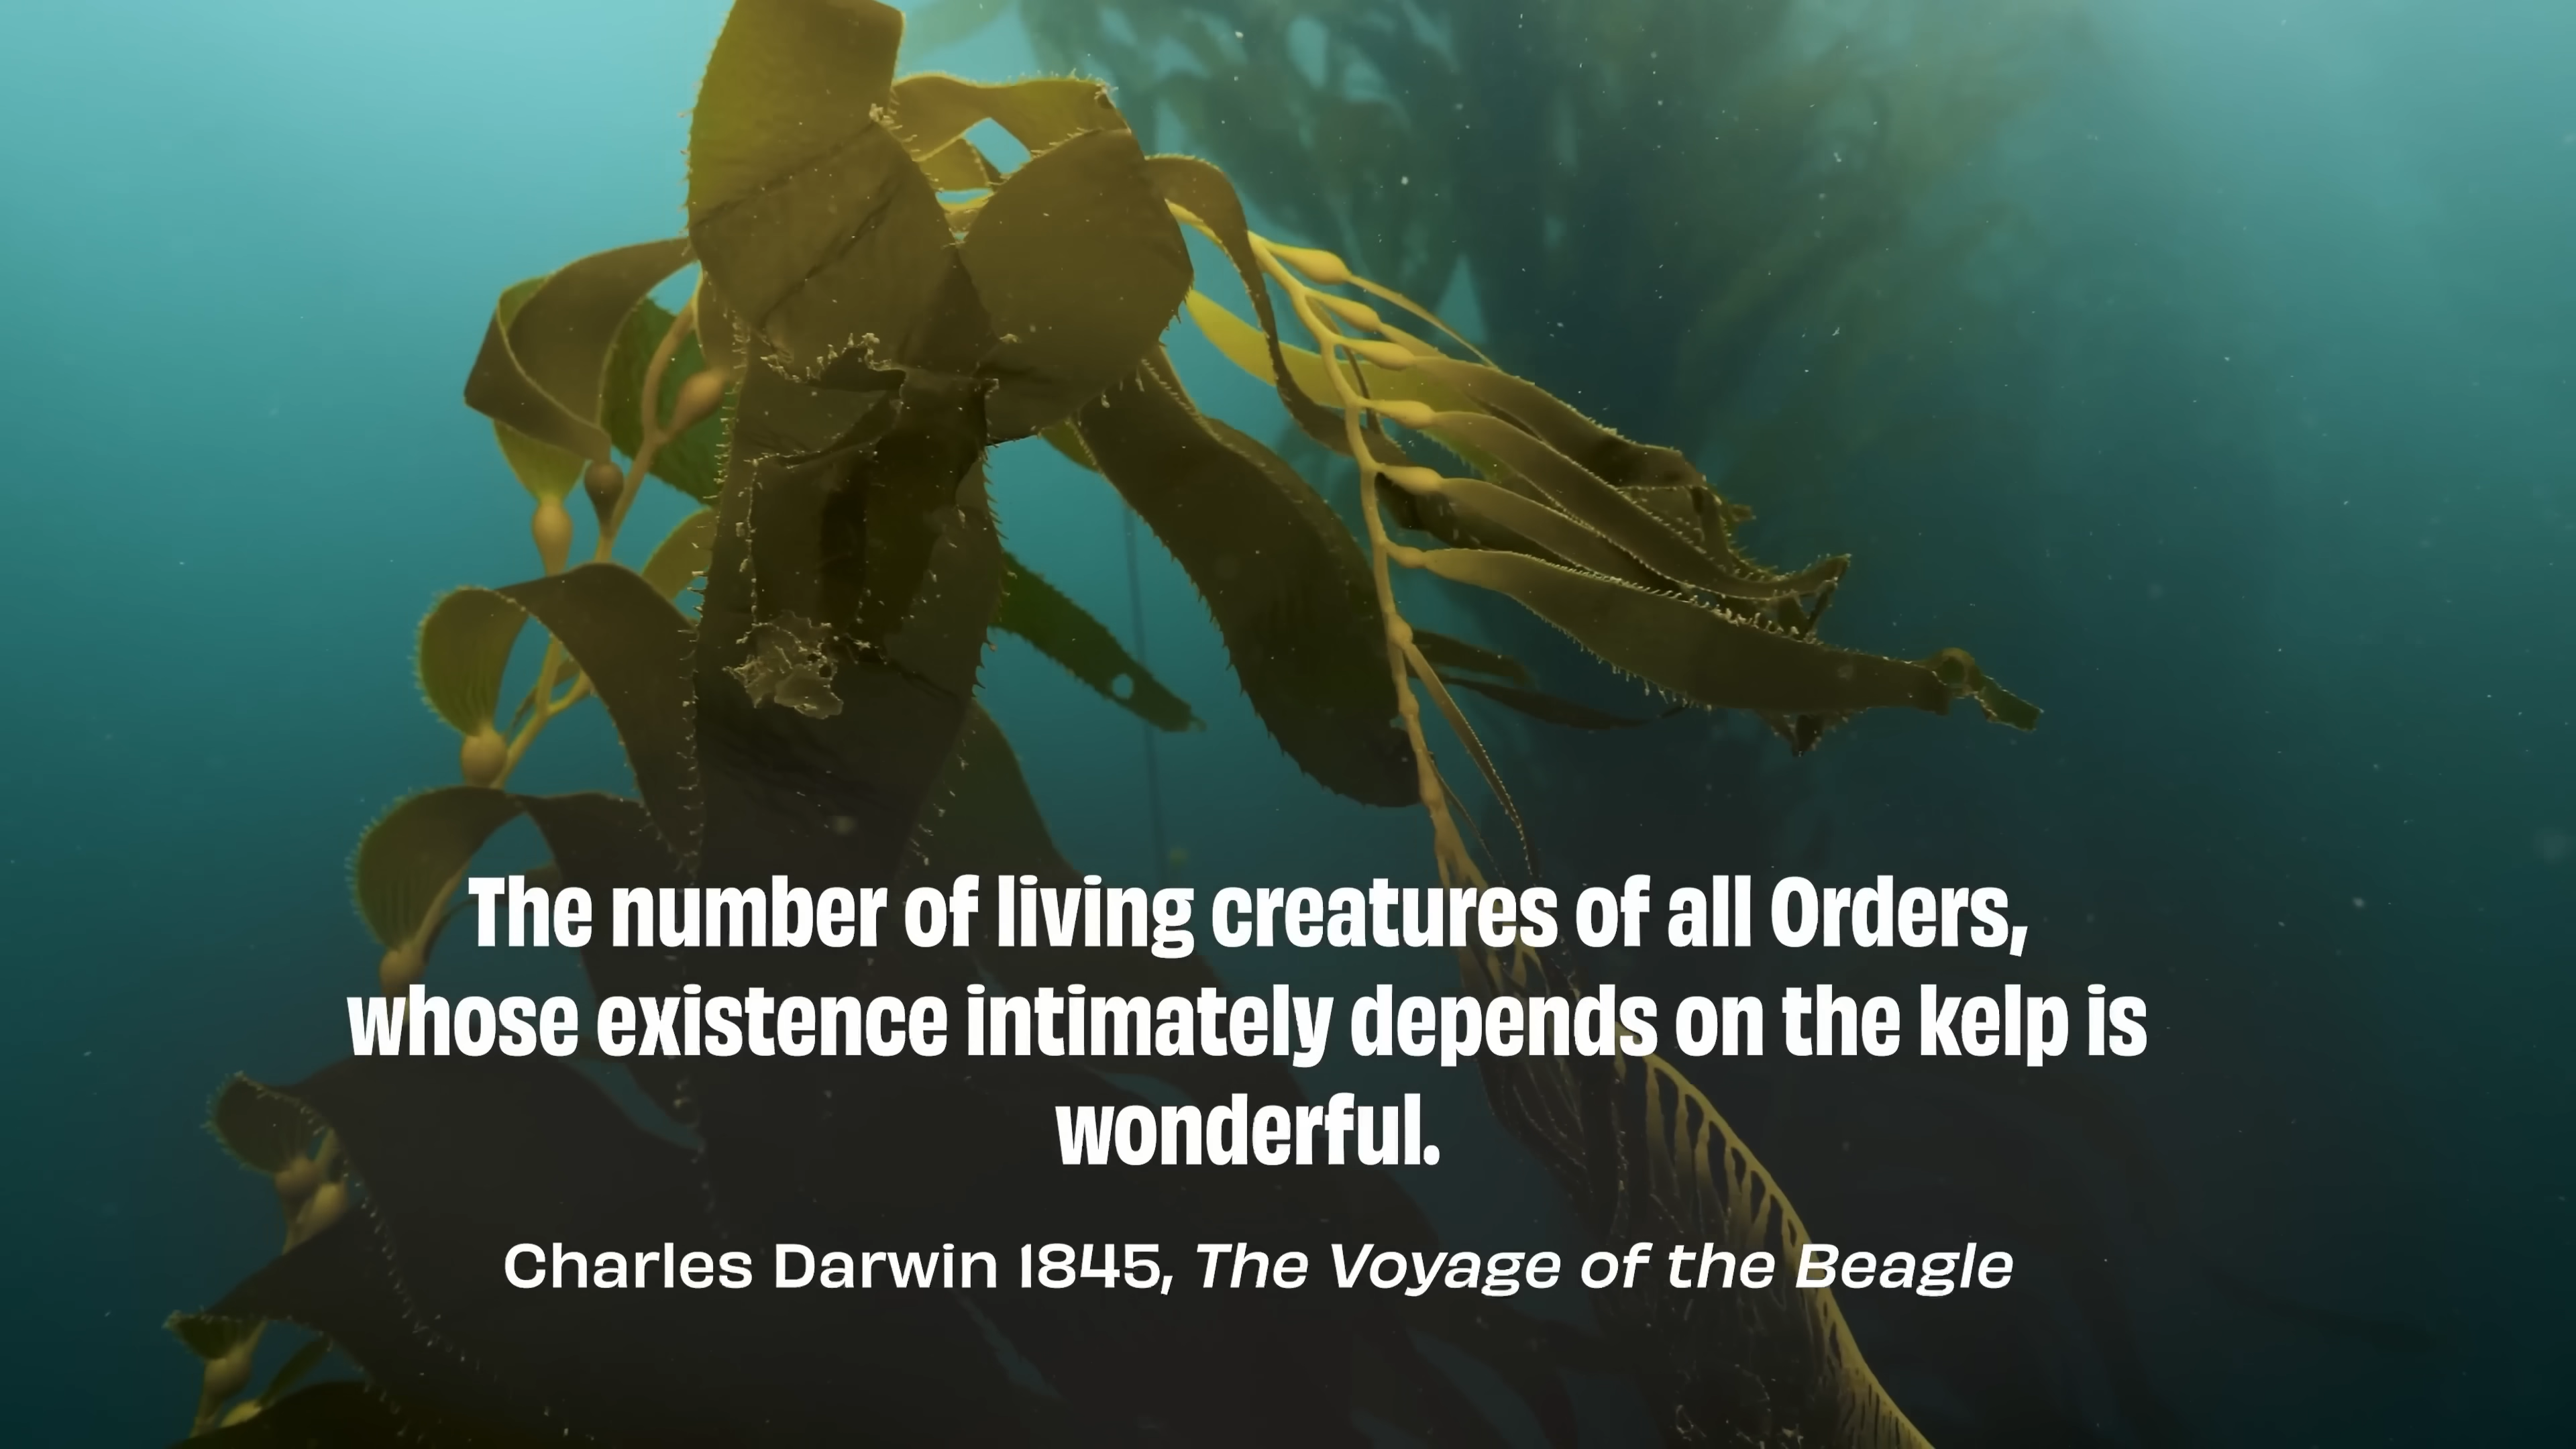 The number of living creatures of all Orders,
whose existence intimately depends on the kelp is
wonderful.
Charles Darwin 1845, The Voyage of the Beagle